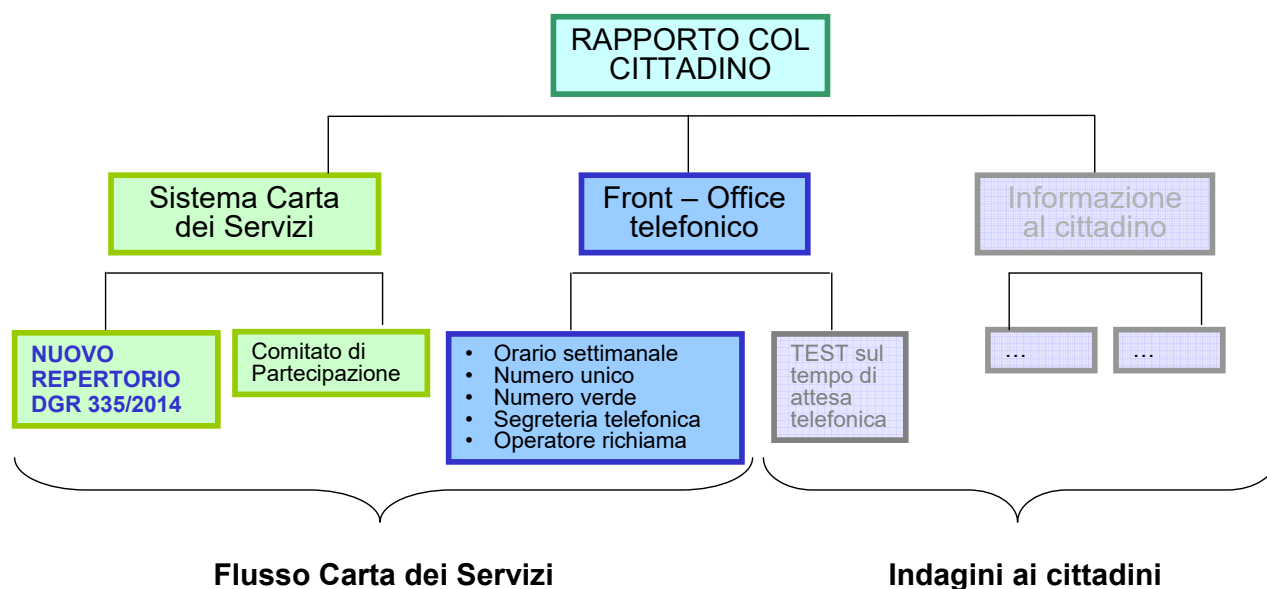 RAPPORTO COL
CITTADINO
Sistema Carta
dei Servizi
Front – Office
telefonico
Informazione
al cittadino
NUOVO
REPERTORIO
DGR 335/2014
Comitato di
Partecipazione
• Orario settimanale
• Numero unico
• Numero verde
• Segreteria telefonica
• Operatore richiama
TEST sul
tempo di
attesa
telefonica
...
...
Flusso Carta dei Servizi
Indagini ai cittadini